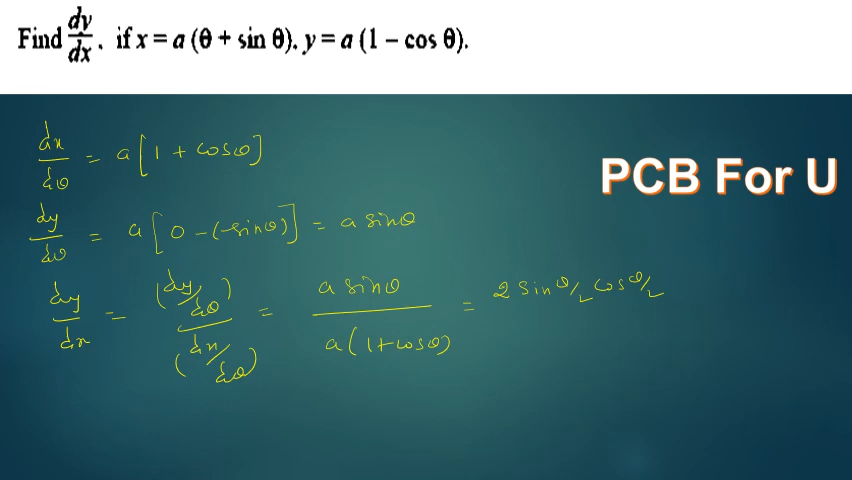 Find dy/dx, if x = a (θ + sin θ). y = a (1 – cos θ).
PCB For U
dx/dθ = a[1 + cosθ]
dy/dθ = a[0 -(-sinθ)] = a sinθ
dy/dx = (dy/dθ)/(dx/dθ) = a sinθ/a(1+cosθ) = 2 sinθ/2 cosθ/2